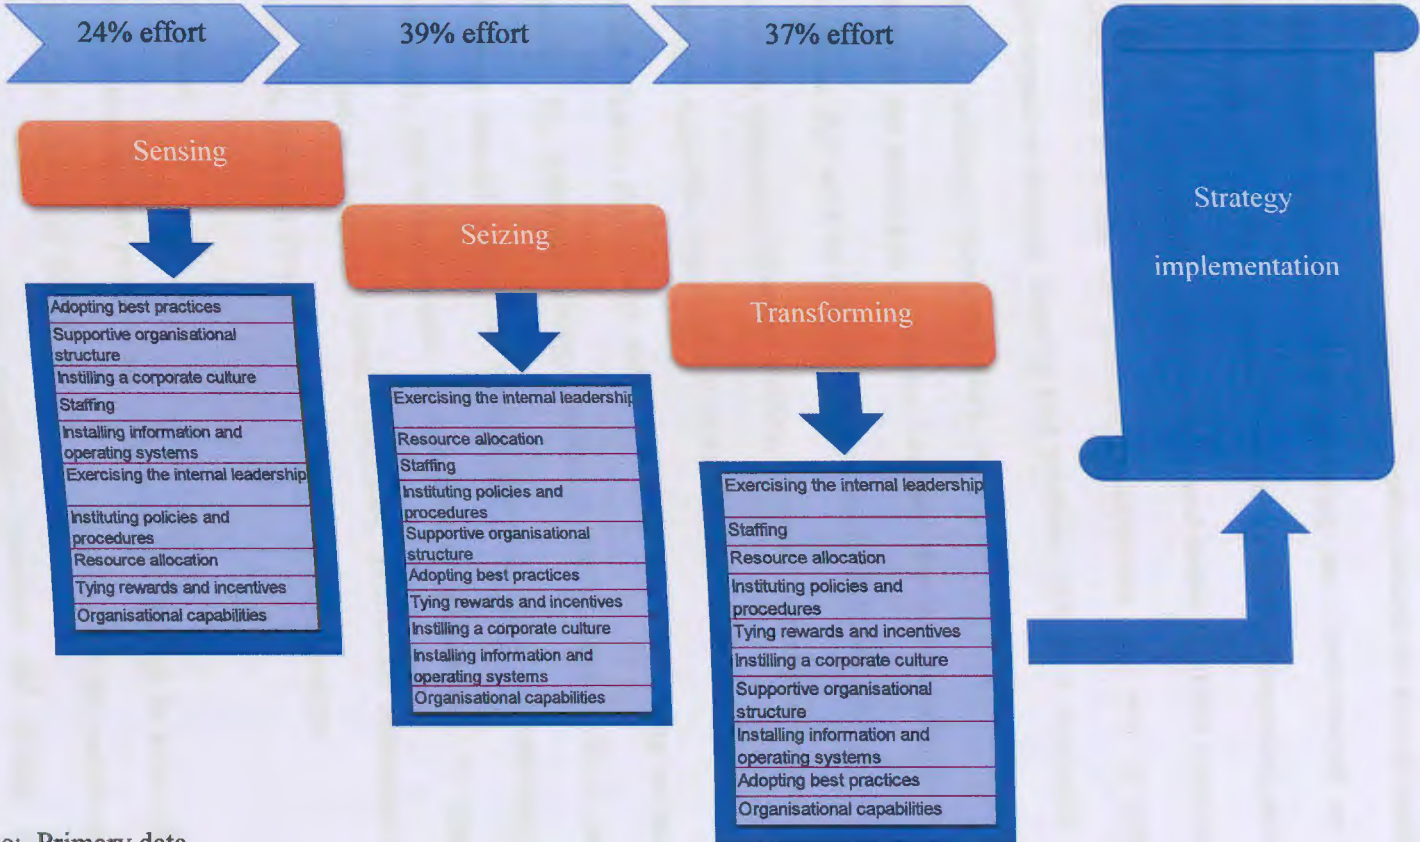 24% effort
39% effort
37% effort
Sensing
Adopting best practices
Supportive organisational
structure
Instilling a corporate culture
Staffing
Installing information and
operating systems
Exercising the internal leadership
Instituting policies and
procedures
Resource allocation
Tying rewards and incentives
Organisational capabilities
Seizing
Exercising the internal leadership
Resource allocation
Staffing
Instituting policies and
procedures
Supportive organisational
structure
Adopting best practices
Tying rewards and incentives
Instilling a corporate culture
Installing information and
operating systems
Organisational capabilities
Transforming
Exercising the internal leadership
Staffing
Resource allocation
Instituting policies and
procedures
Tying rewards and incentives
Instilling a corporate culture
Supportive organisational
structure
Installing information and
operating systems
Adopting best practices
Organisational capabilities
Strategy
implementation
Primary data